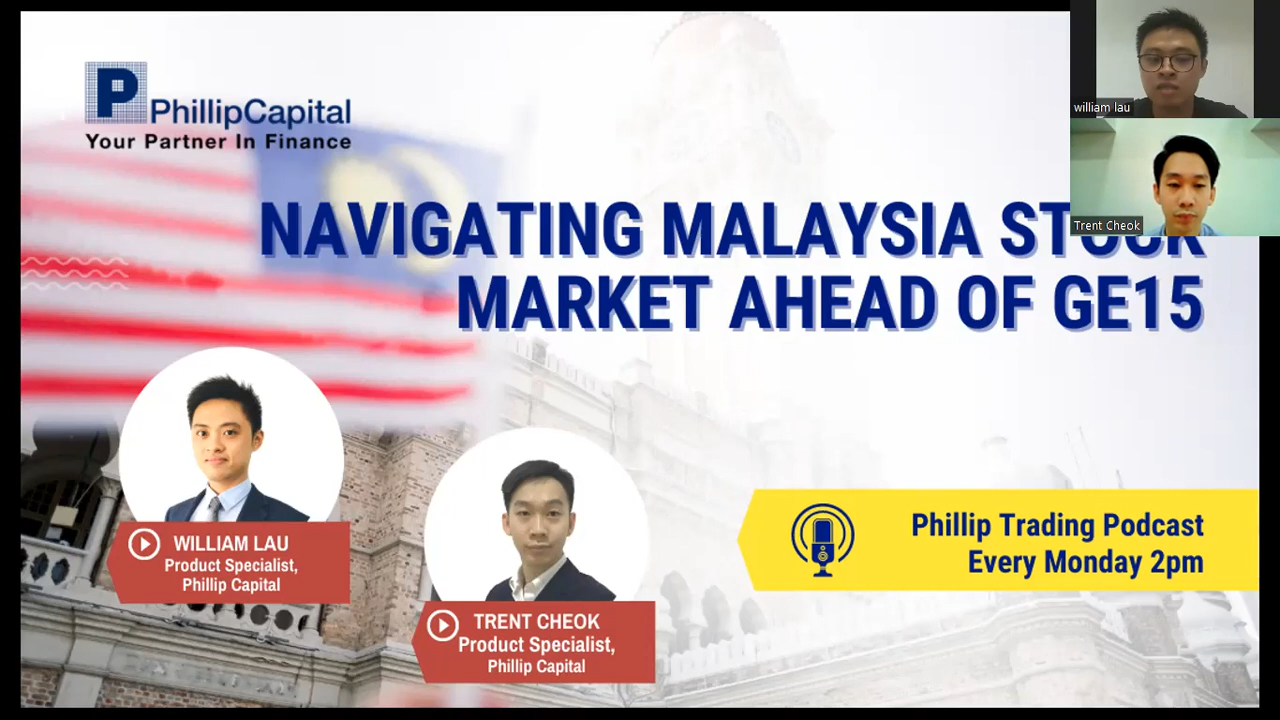 P
PhillipCapital
Your Partner In Finance
NAVIGATING MALAYSIA STOCK
MARKET AHEAD OF GE15
william lau
Trent Cheok
WILLIAM LAU
Product Specialist,
Phillip Capital
TRENT CHEOK
Product Specialist,
Phillip Capital
Phillip Trading Podcast
Every Monday 2pm